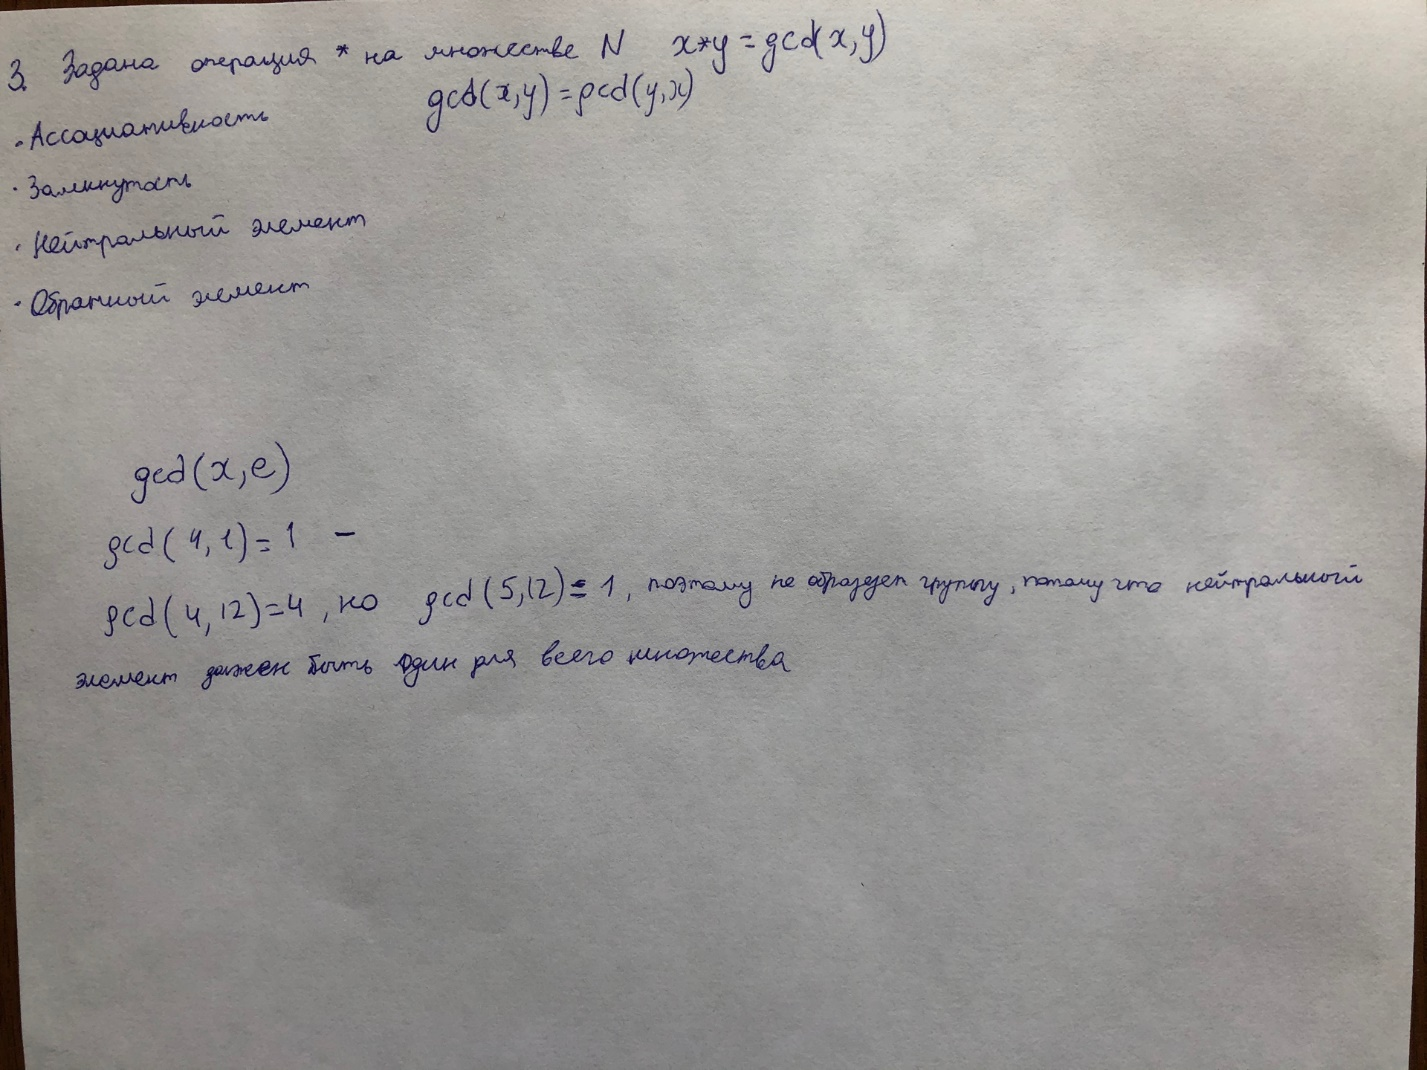 3. Задана операция * на множестве N x*y = gcd(x,y)
gcd(x,y) = gcd(y,x)
· Ассоциативность
· Замкнутость
· Нейтральный элемент
· Обратный элемент
gcd(x,e)
gcd(4,1) = 1 −
gcd(4,12) = 4, но gcd(5,12) = 1, поэтому не образует группу, потому что нейтральный
элемент должен быть один для всего множества